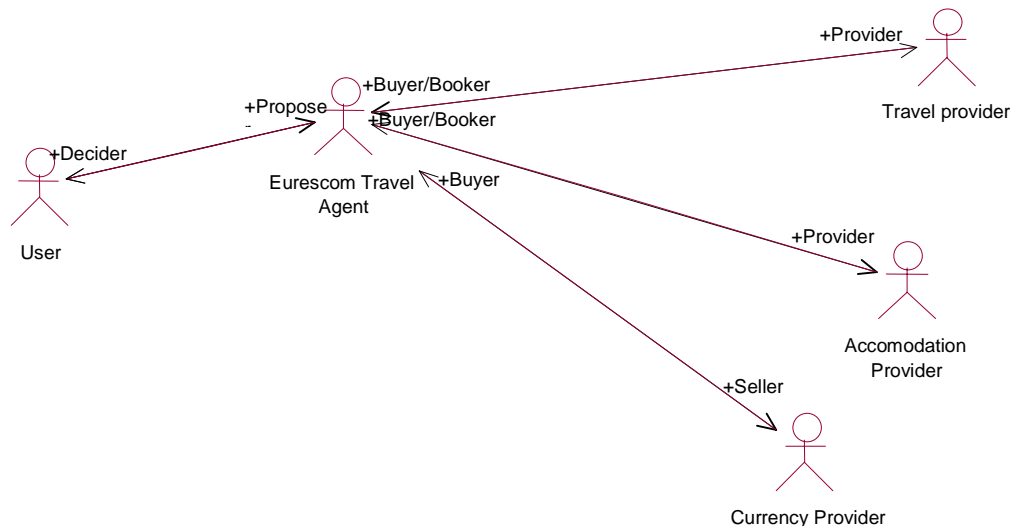 +Provider
Travel provider
+Buyer/Booker
+Propose
+Buyer/Booker
+Decider
Eurescom Travel
Agent
+Buyer
User
+Provider
Accomodation
Provider
+Seller
Currency Provider